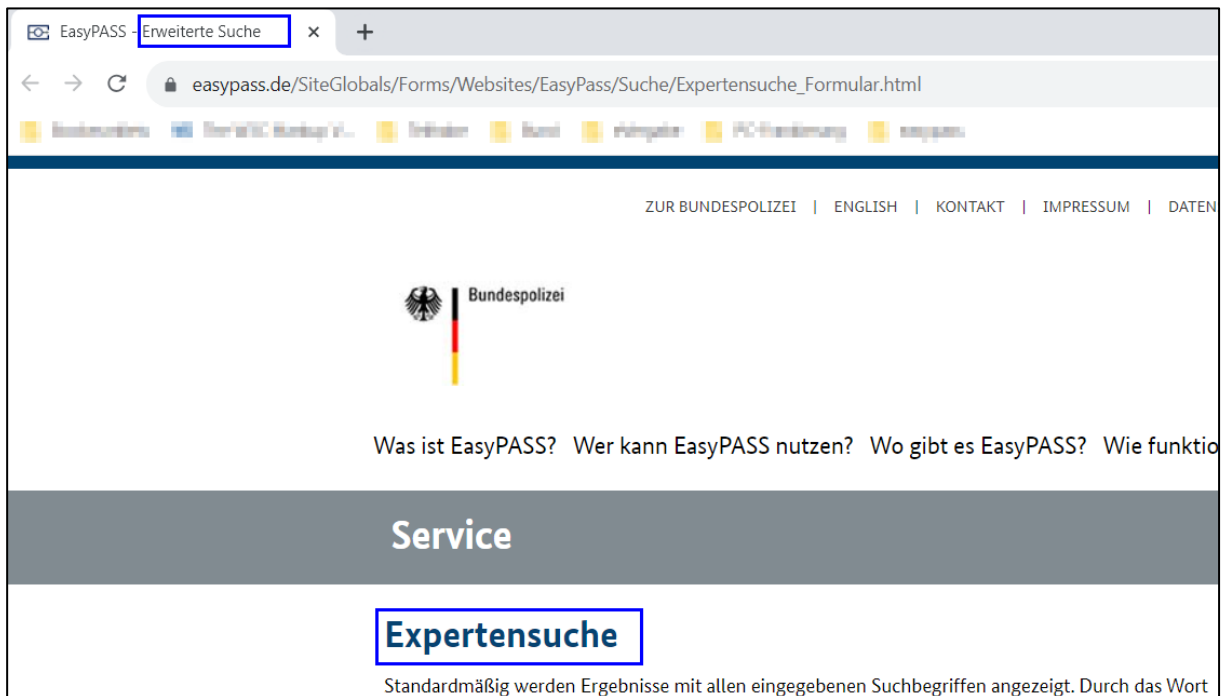 EasyPASS - Erweiterte Suche
easypass.de/SiteGlobals/Forms/Websites/EasyPass/Suche/Expertensuche_Formular.html
ZUR BUNDESPOLIZEI | ENGLISH | KONTAKT | IMPRESSUM | DATEN
Bundespolizei
Was ist EasyPASS? Wer kann EasyPASS nutzen? Wo gibt es EasyPASS? Wie funktio
Service
Expertensuche
Standardmäßig werden Ergebnisse mit allen eingegebenen Suchbegriffen angezeigt. Durch das Wort